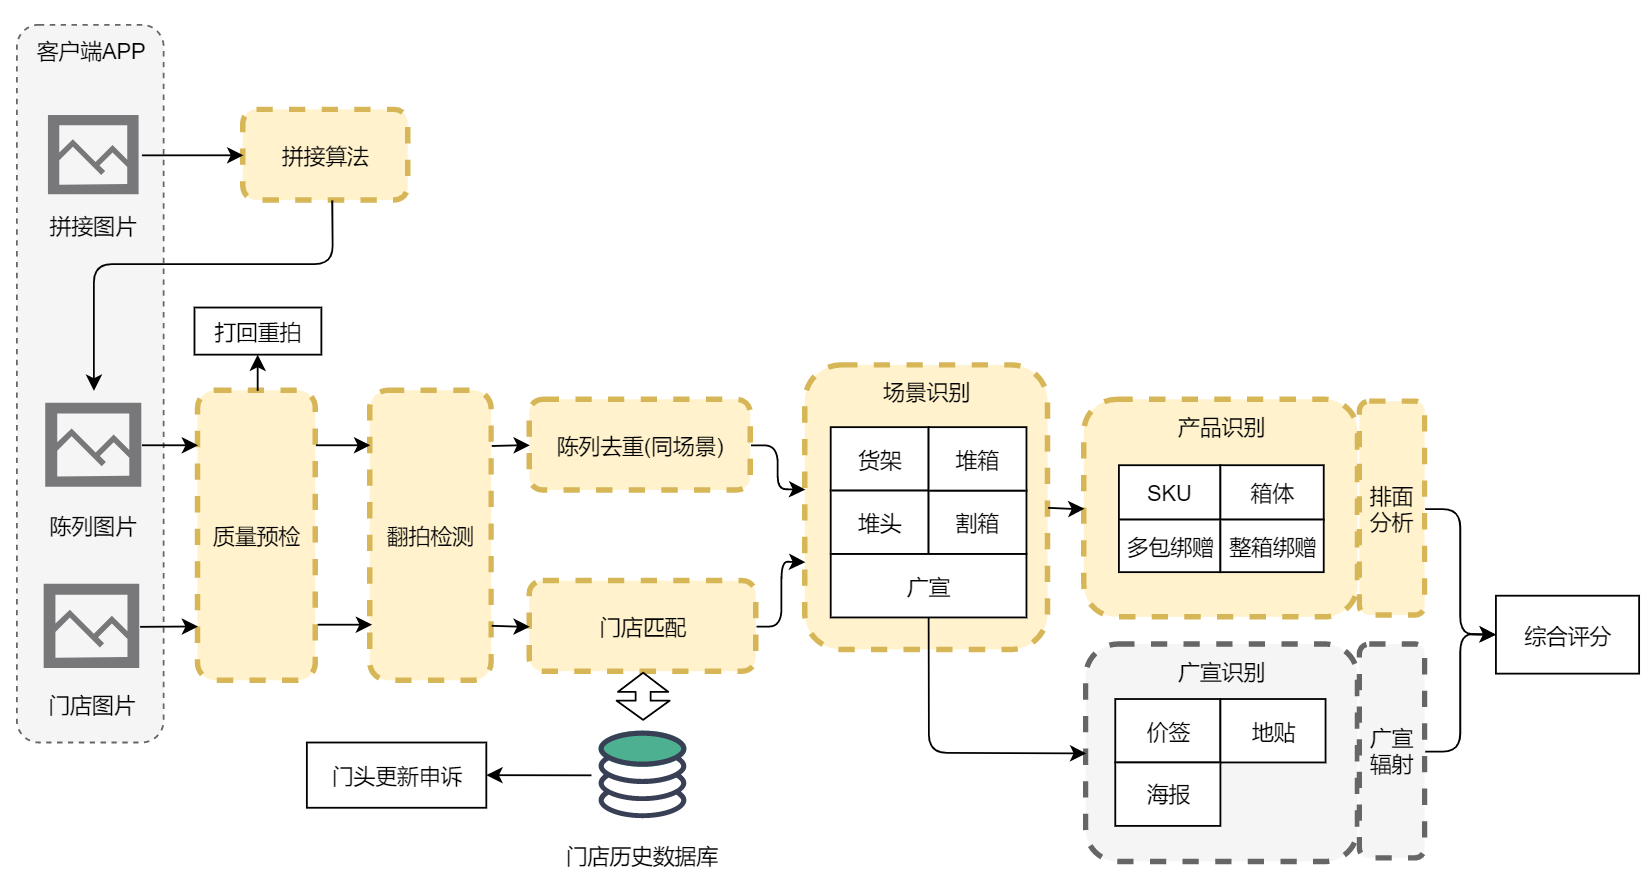 客户端APP
拼接图片
拼接算法
打回重拍
陈列图片
门店图片
质量预检
翻拍检测
陈列去重(同场景)
门店匹配
门头更新申诉
门店历史数据库
场景识别
货架
堆箱
堆头
割箱
广宣
产品识别
SKU
箱体
多包绑赠
整箱绑赠
排面
分析
广宣识别
价签
地贴
海报
广宣
辐射
综合评分